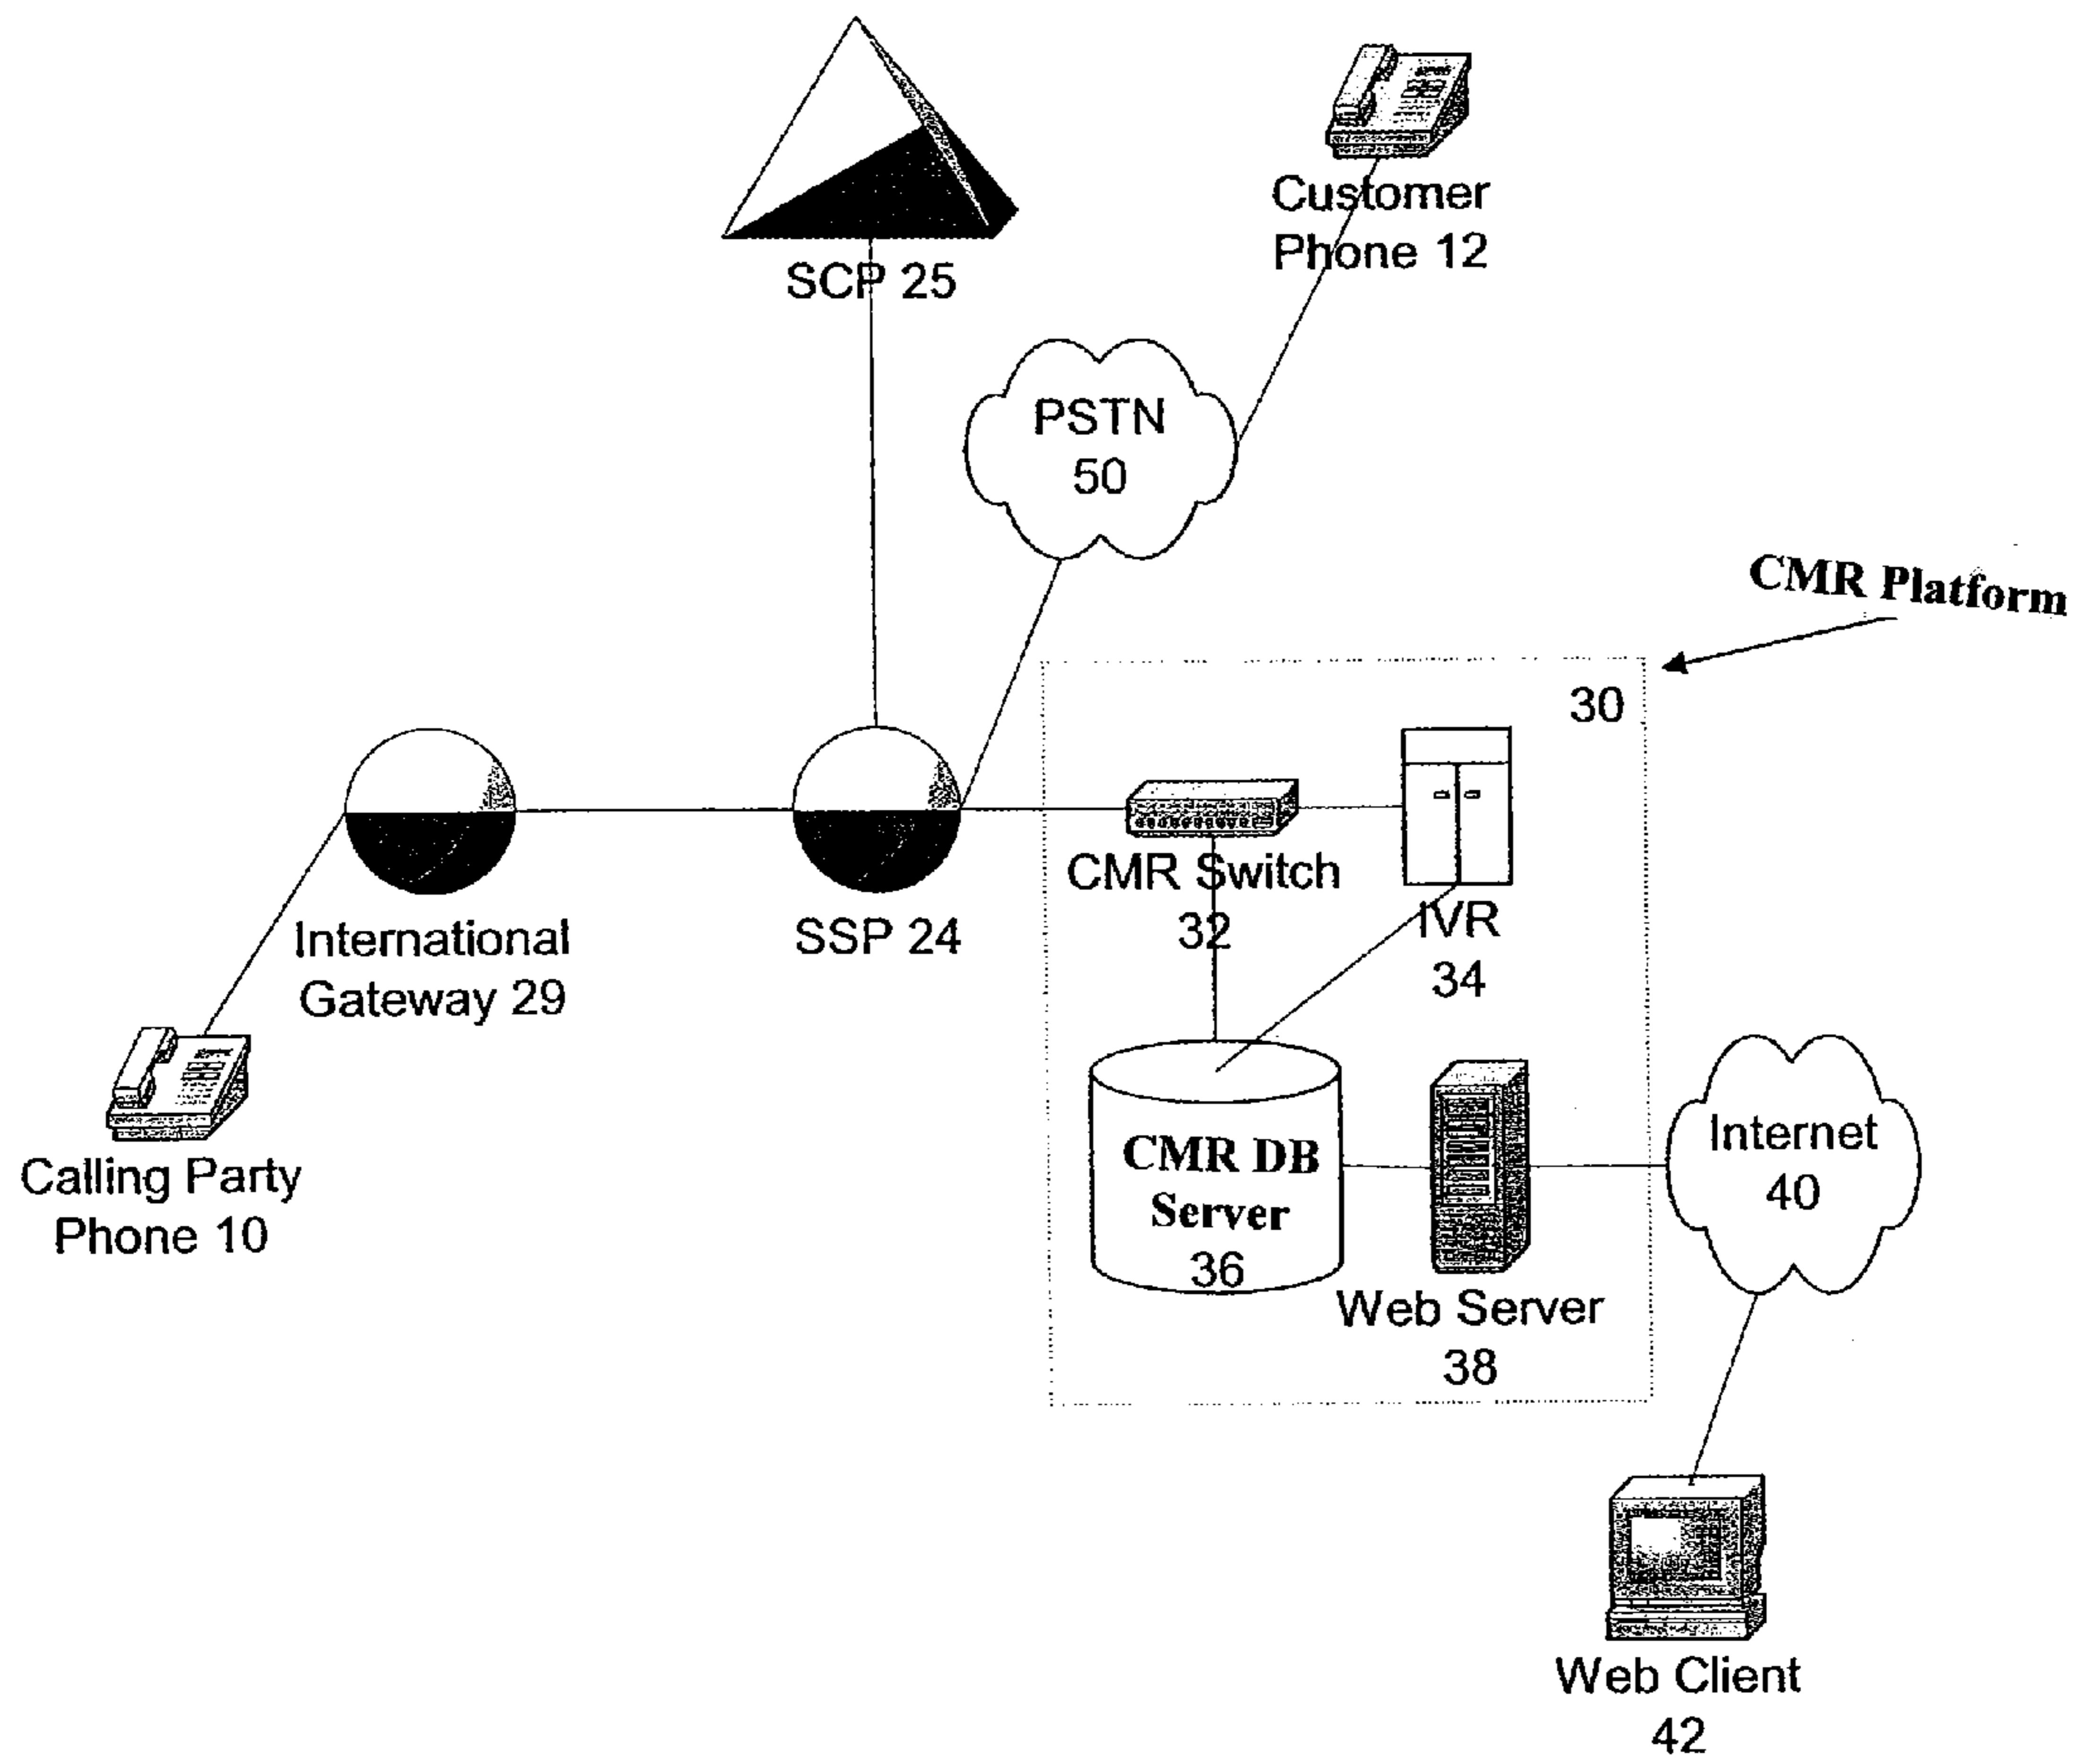 SCP 25
Customer
Phone 12
PSTN
50
CMR Platform
30
International
Gateway 29
SSP 24
CMR Switch
32
IVR
34
Calling Party
Phone 10
CMR DB
Server
36
Web Server
38
Internet
40
Web Client
42